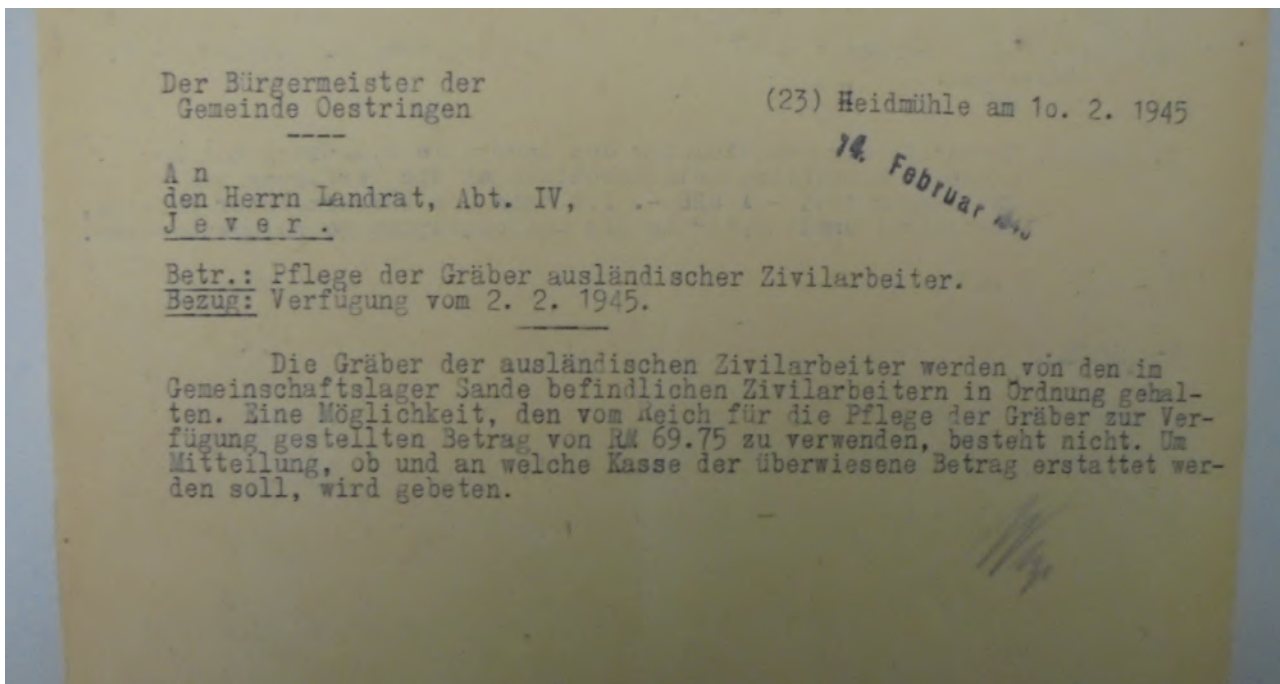 Der Bürgermeister der
Gemeinde Oestringen
(23) Heidmühle am 1o. 2. 1945
14. Februar 1945
A n
den Herrn Landrat, Abt. IV,
J e v e r .
Betr.: Pflege der Gräber ausländischer Zivilarbeiter.
Bezug: Verfügung vom 2. 2. 1945.
Die Gräber der ausländischen Zivilarbeiter werden von den im
Gemeinschaftslager Sande befindlichen Zivilarbeitern in Ordnung gehal-
ten. Eine Möglichkeit, den vom Reich für die Pflege der Gräber zur Ver-
fügung gestellten Betrag von RM 69.75 zu verwenden, besteht nicht. Um
Mitteilung, ob und an welche Kasse der überwiesene Betrag erstattet wer-
den soll, wird gebeten.